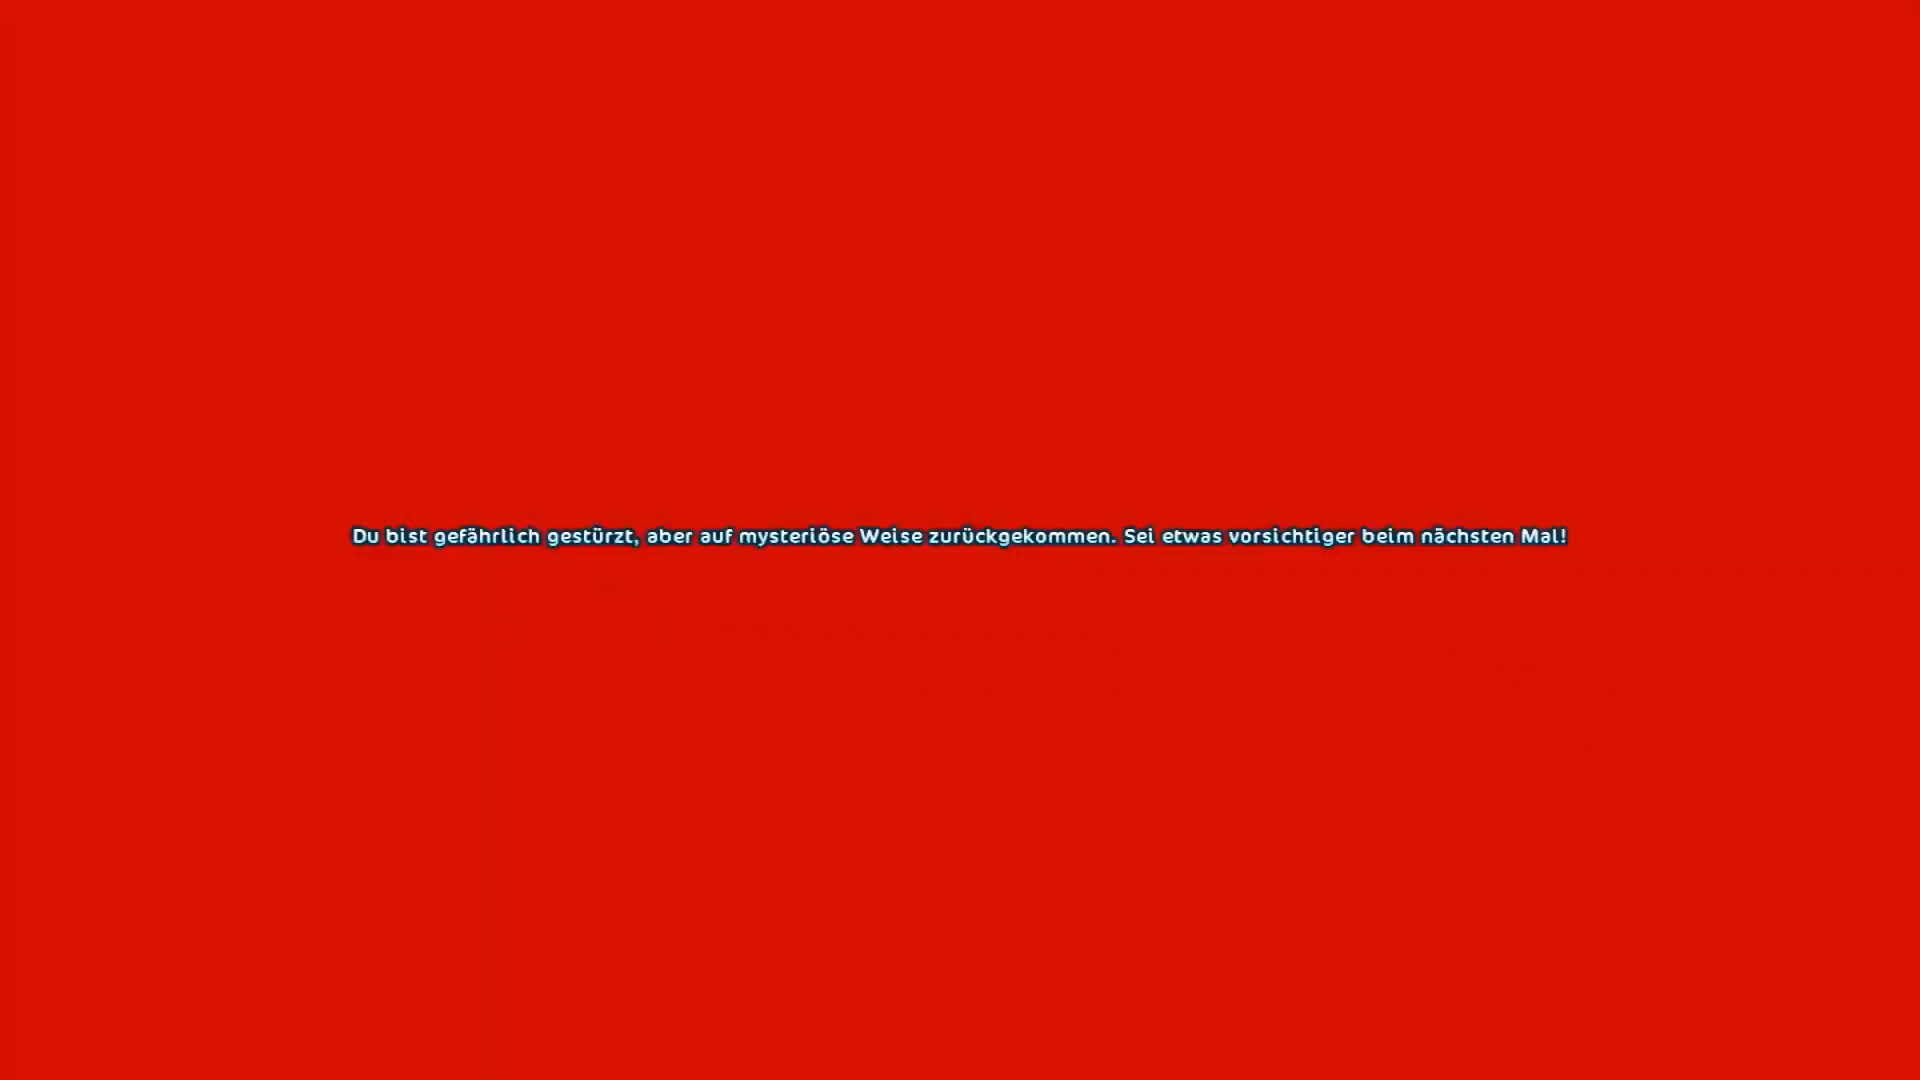 Du bist gefährlich gestürzt, aber auf mysteriöse Weise zurückgekommen. Sei etwas vorsichtiger beim nächsten Mal!